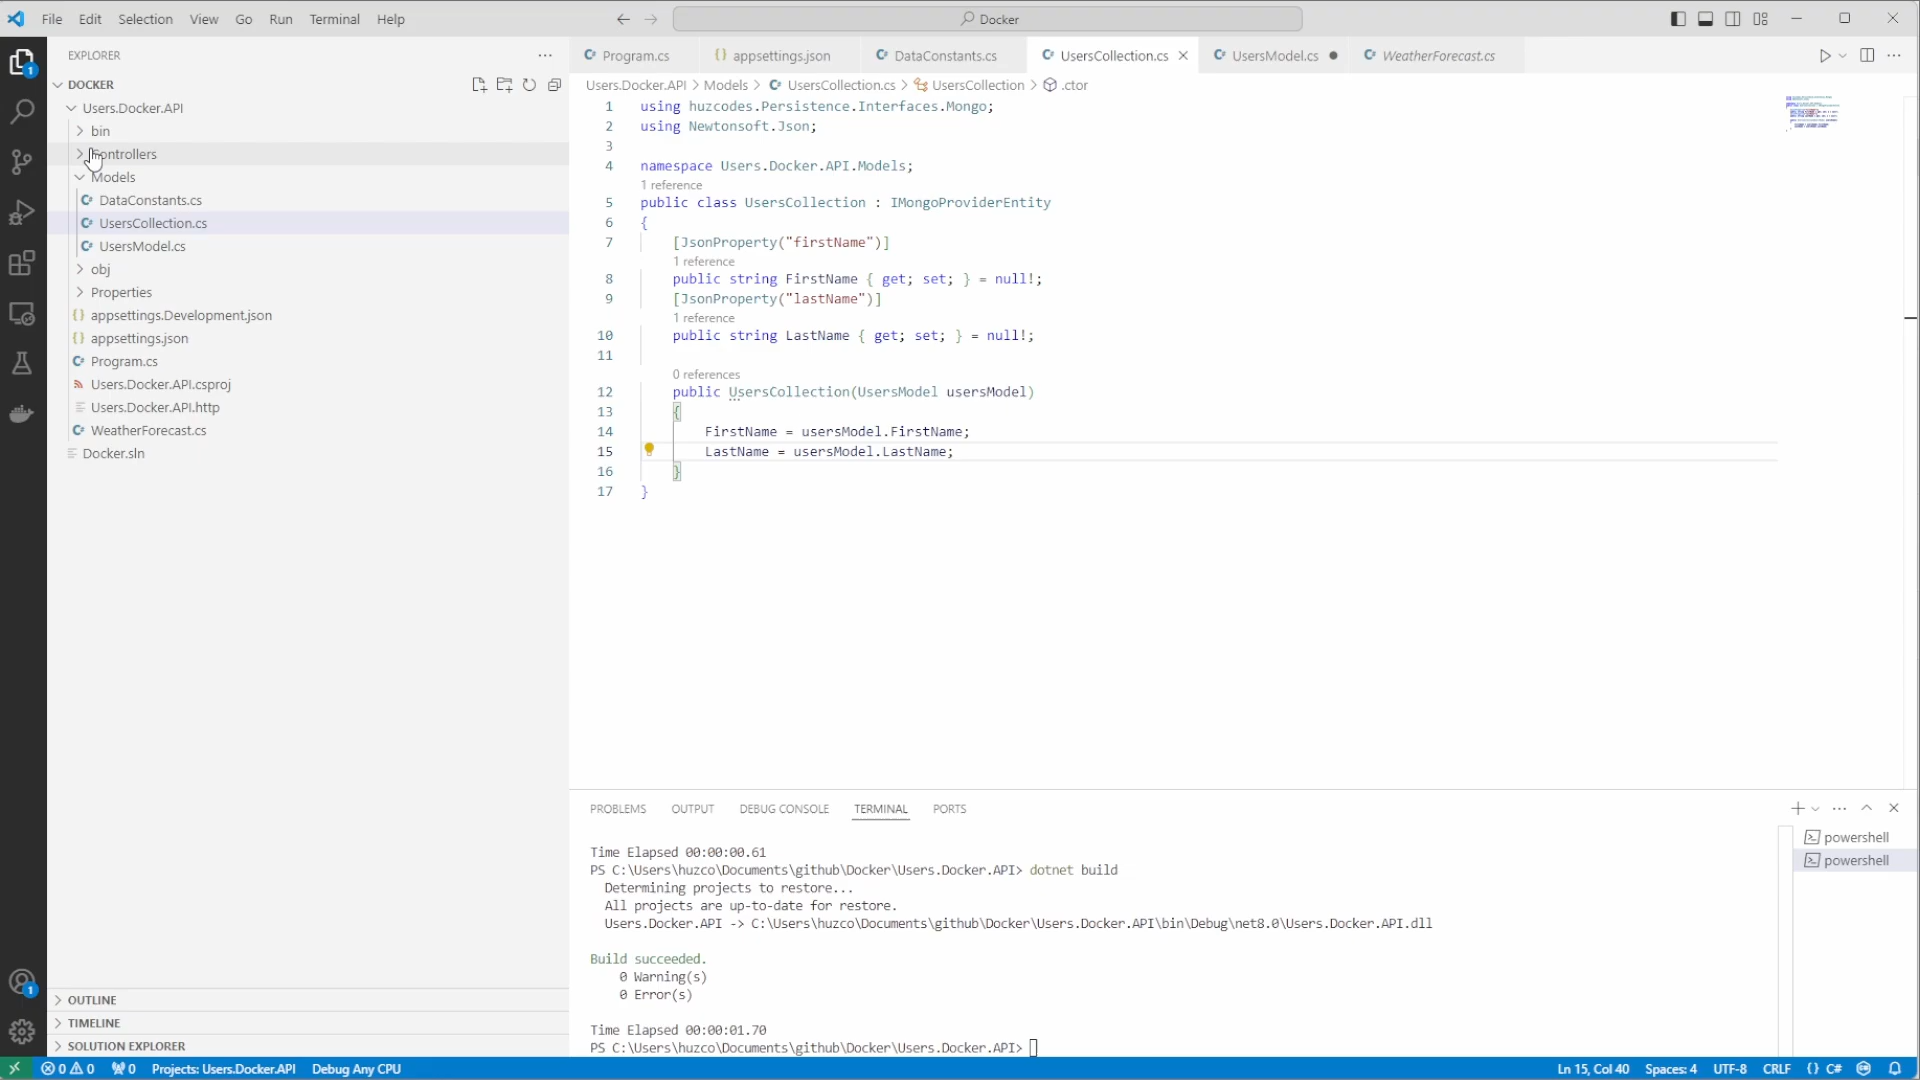 File Edit Selection View Go Run Terminal Help
Docker
EXPLORER
DOCKER
Users.Docker.API
bin
Controllers
Models
DataConstants.cs
UsersCollection.cs
UsersModel.cs
obj
Properties
appsettings.Development.json
appsettings.json
Program.cs
Users.Docker.API.csproj
Users.Docker.API.http
WeatherForecast.cs
Docker.sln
OUTLINE
TIMELINE
SOLUTION EXPLORER
1
1
Program.cs appsettings.json DataConstants.cs UsersCollection.cs UsersModel.cs WeatherForecast.cs
Users.Docker.API > Models > UsersCollection.cs > UsersCollection > .ctor
1 using huzcodes.Persistence.Interfaces.Mongo;
2 using Newtonsoft.Json;
3
4 namespace Users.Docker.API.Models;
1 reference
5 public class UsersCollection : IMongoProviderEntity
6 {
7 [JsonProperty("firstName")]
1 reference
8 public string FirstName { get; set; } = null!;
9 [JsonProperty("lastName")]
1 reference
10 public string LastName { get; set; } = null!;
11
0 references
12 public UsersCollection(UsersModel usersModel)
13 {
14 FirstName = usersModel.FirstName;
15 LastName = usersModel.LastName;
16 }
17 }
PROBLEMS OUTPUT DEBUG CONSOLE TERMINAL PORTS
Time Elapsed 00:00:00.61
PS C:\Users\huzco\Documents\github\Docker\Users.Docker.API> dotnet build
Determining projects to restore...
All projects are up-to-date for restore.
Users.Docker.API -> C:\Users\huzco\Documents\github\Docker\Users.Docker.API\bin\Debug\net8.0\Users.Docker.API.dll
Build succeeded.
0 Warning(s)
0 Error(s)
Time Elapsed 00:00:01.70
PS C:\Users\huzco\Documents\github\Docker\Users.Docker.API>
powershell
powershell
0 0 0 Projects: Users.Docker.API Debug Any CPU
Ln 15, Col 40 Spaces: 4 UTF-8 CRLF {} C#